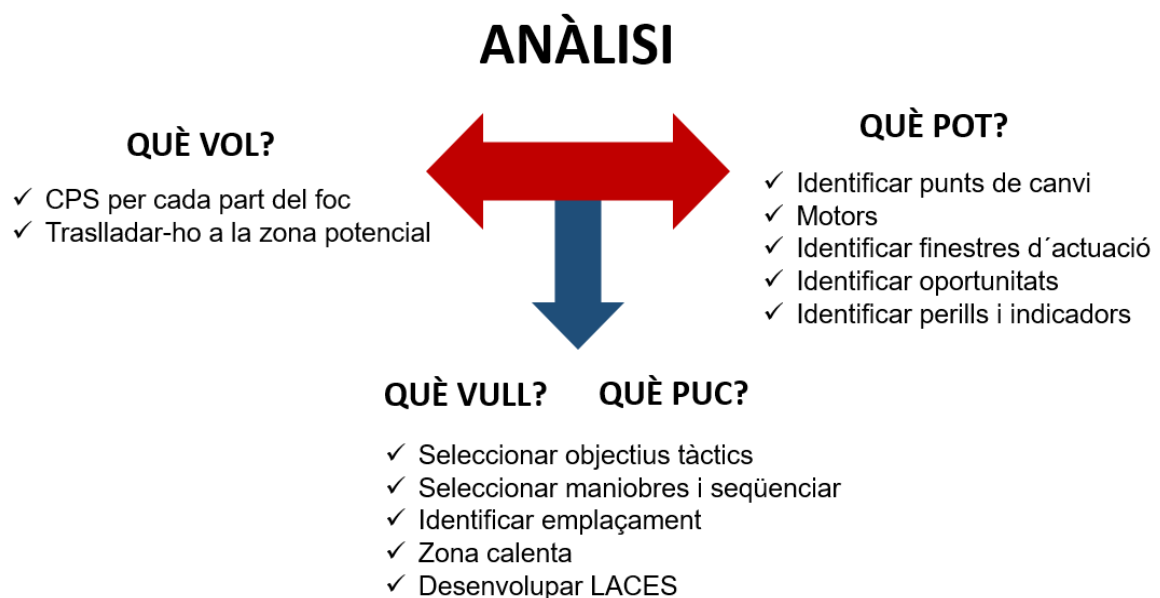 ANÀLISI
QUÈ VOL?
✓ CPS per cada part del foc
✓ Traslladar-ho a la zona potencial
QUÈ POT?
✓ Identificar punts de canvi
✓ Motors
✓ Identificar finestres d´actuació
✓ Identificar oportunitats
✓ Identificar perills i indicadors
QUÈ VULL? QUÈ PUC?
✓ Seleccionar objectius tàctics
✓ Seleccionar maniobres i seqüenciar
✓ Identificar emplaçament
✓ Zona calenta
✓ Desenvolupar LACES